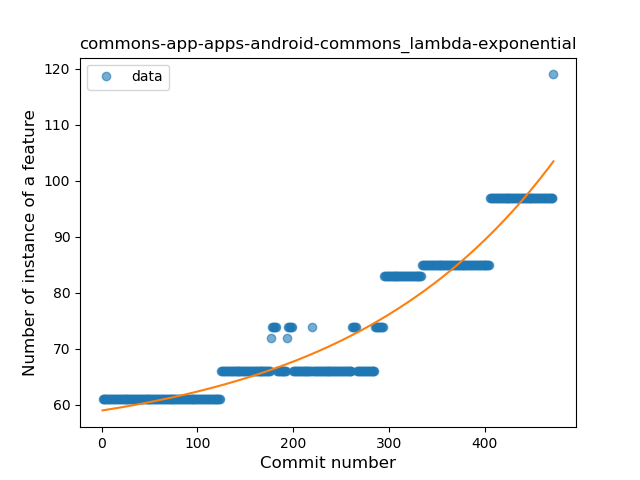 commons-app-apps-android-commons_lambda-exponential
data
Number of instance of a feature
120
110
100
90
80
70
60
0 100 200 300 400
Commit number